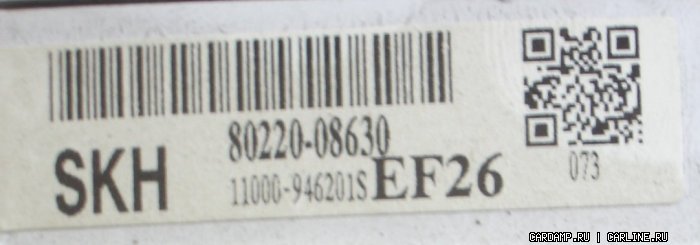 80220-08630
SKH 11000-946201S EF26
073
CARDAMP.RU | CARLINE.RU